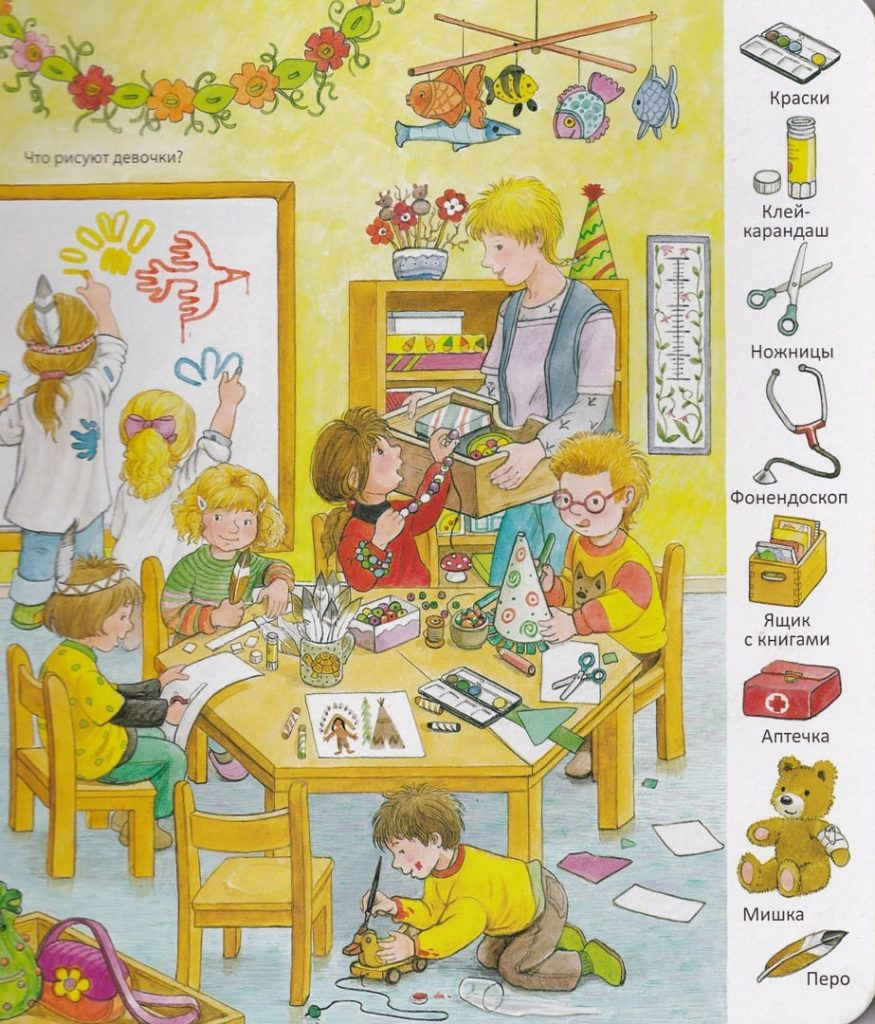 Что рисуют девочки?
Краски
Клей-
карандаш
Ножницы
Фонендоскоп
Ящик
с книгами
Аптечка
Мишка
Перо